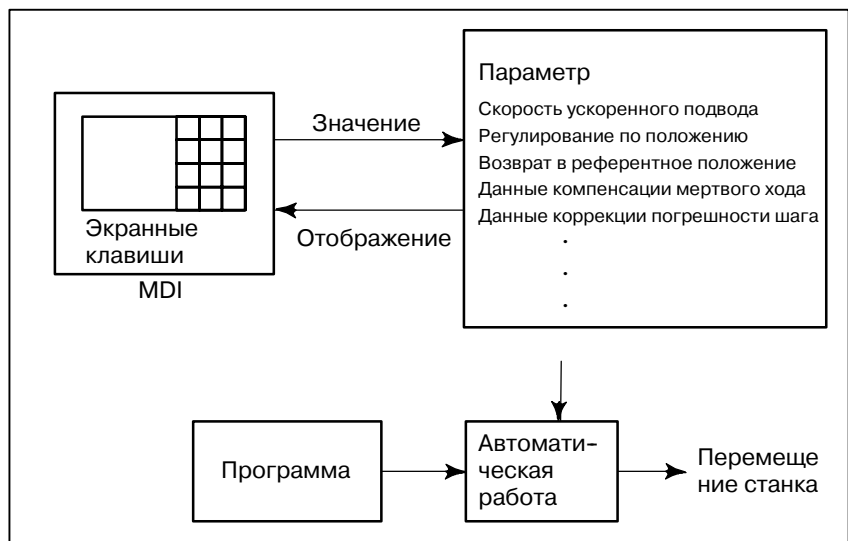 Параметр
Скорость ускоренного подвода
Регулирование по положению
Возврат в референтное положение
Данные компенсации мертвого хода
Данные коррекции погрешности шага
.
.
.
Значение
Отображение
Экранные
клавиши
MDI
Программа
Автомати-
ческая
работа
Перемеще
ние станка